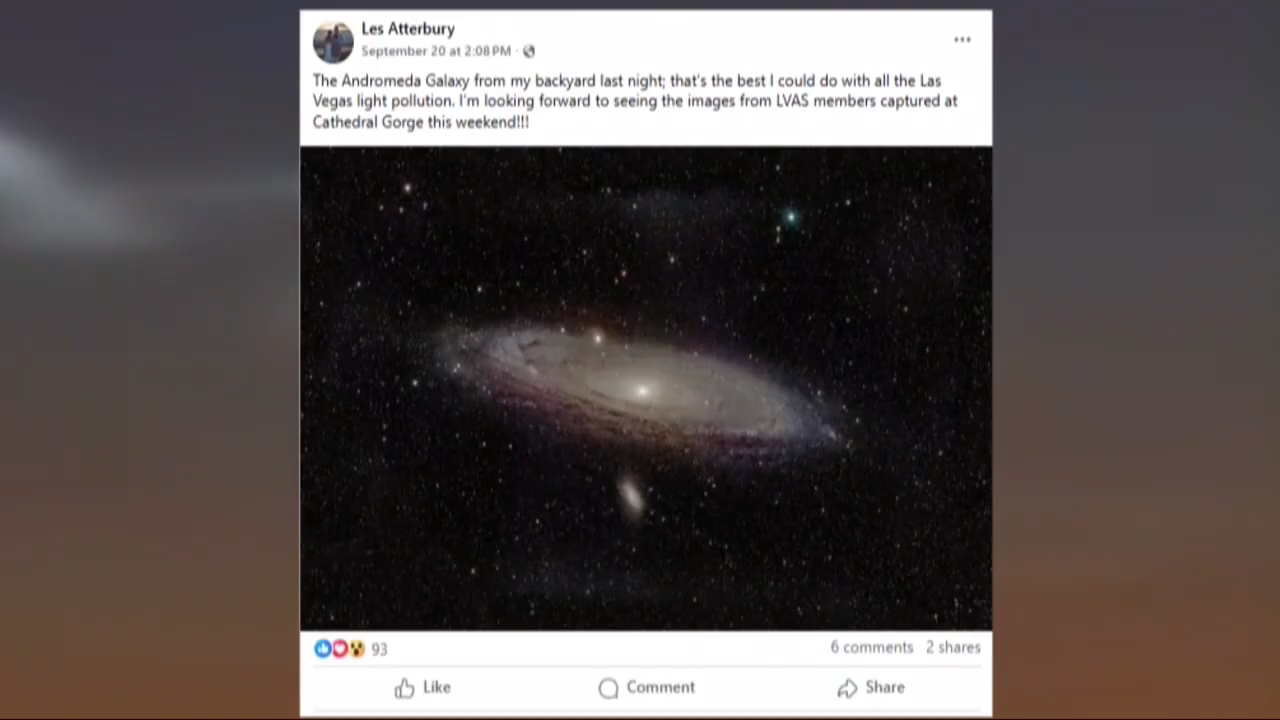 Les Atterbury
September 20 at 2:08 PM ·
The Andromeda Galaxy from my backyard last night; that's the best I could do with all the Las
Vegas light pollution. I'm looking forward to seeing the images from LVAS members captured at
Cathedral Gorge this weekend!!!
93
6 comments 2 shares
Like
Comment
Share